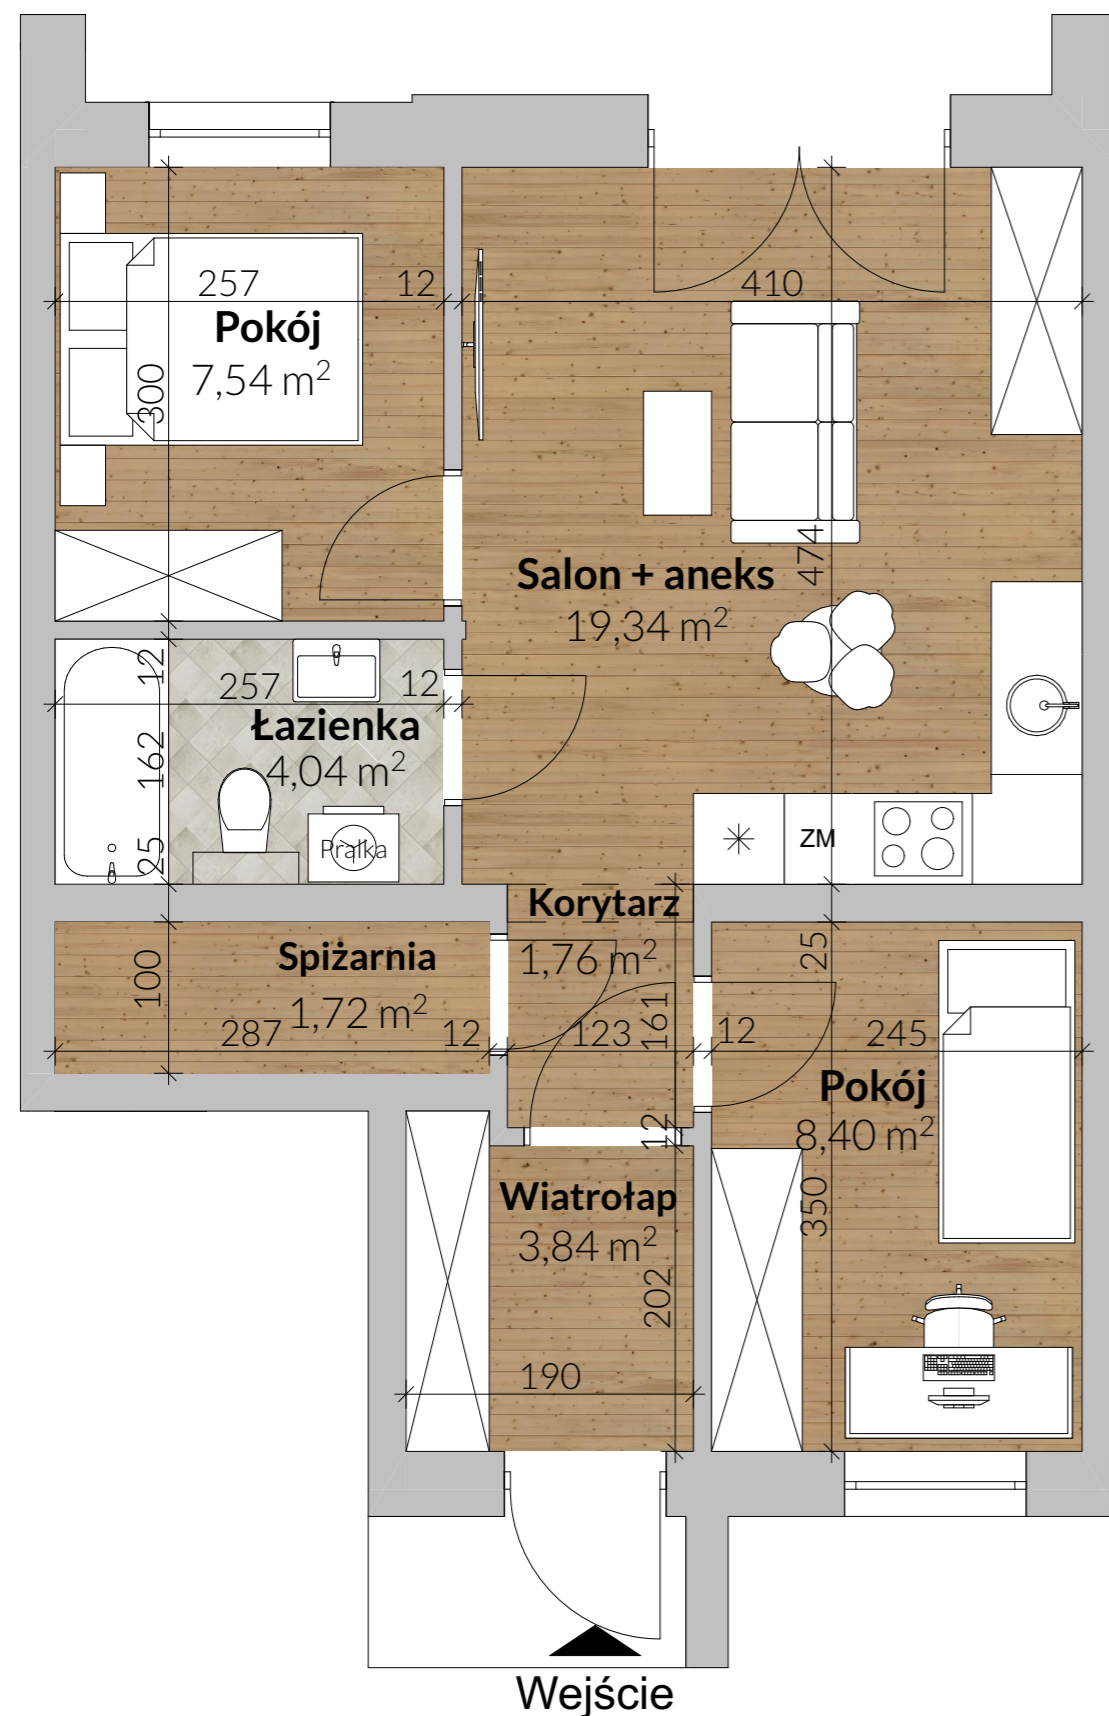 257
12
410
Pokój
7,54 m²
300
474
Salon + aneks
19,34 m²
12
257
12
Łazienka
4,04 m²
162
25
Pralka
ZM
Korytarz
1,76 m²
Spiżarnia
1,72 m²
100
287
12
123
161
12
25
245
Pokój
8,40 m²
12
350
Wiatrołap
3,84 m²
202
190
Wejście